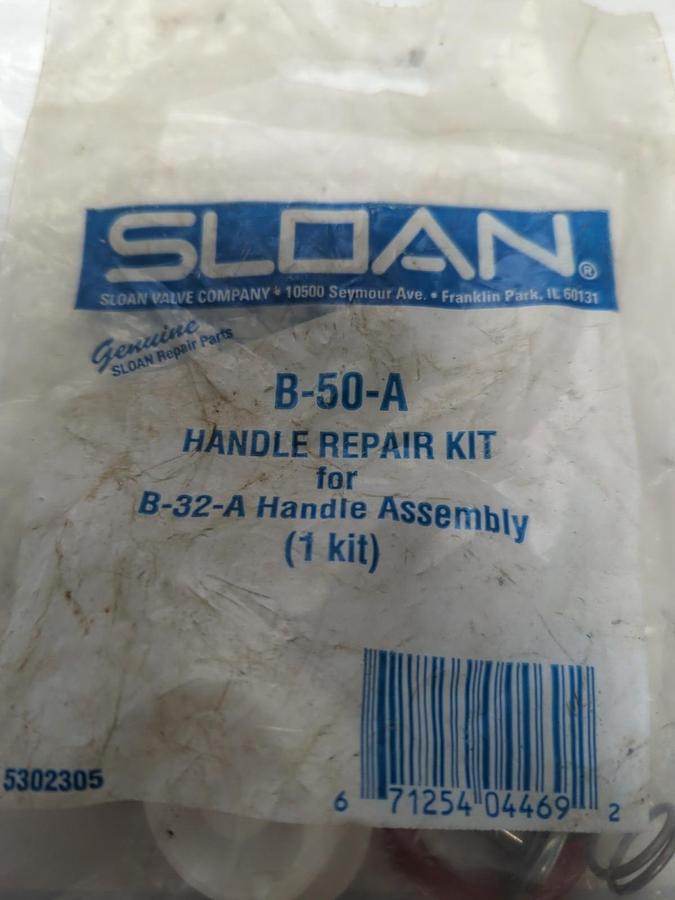 SLOAN®
SLOAN VALVE COMPANY • 10500 Seymour Ave. • Franklin Park, IL 60131
Genuine
SLOAN Repair Parts
B-50-A
HANDLE REPAIR KIT
for
B-32-A Handle Assembly
(1 kit)
5302305
6 71254 04469 2